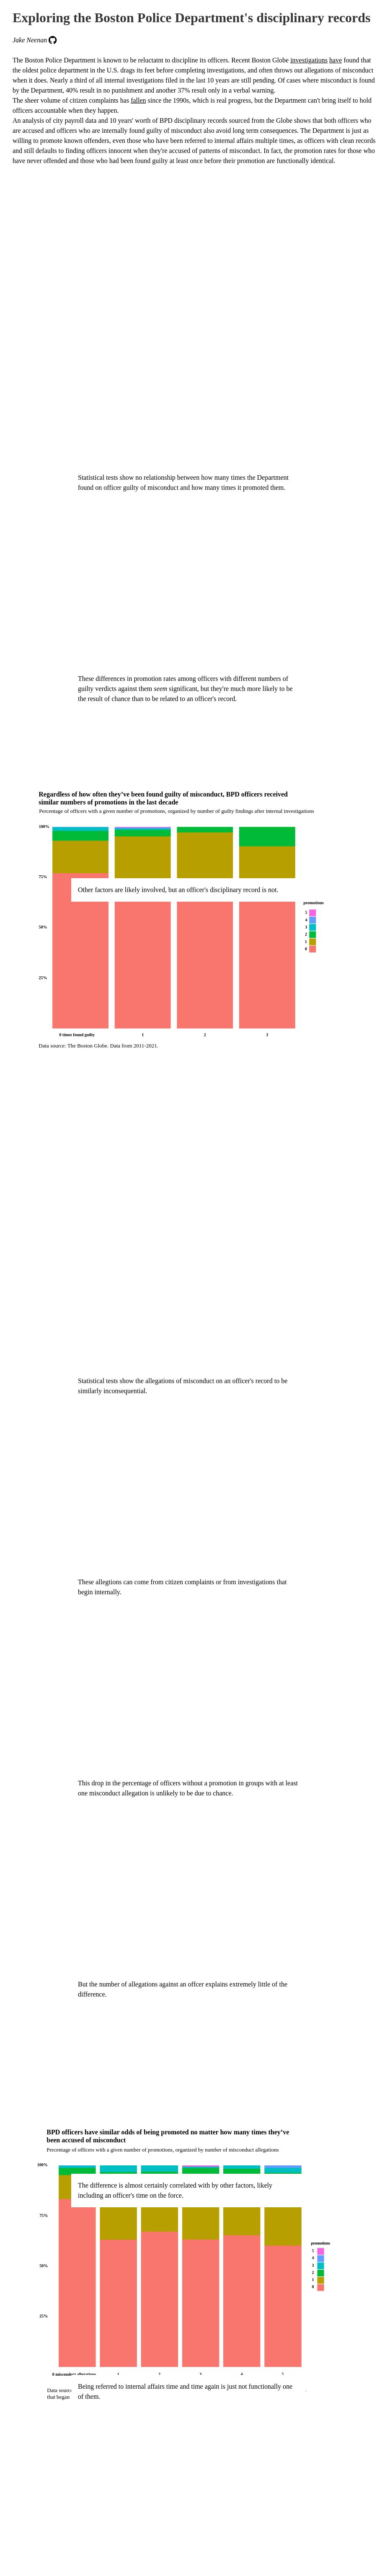 Exploring the Boston Police Department's disciplinary records
Jake Neenan
The Boston Police Department is known to be reluctant to discipline its officers. Recent Boston Globe investigations have found that
the oldest police department in the U.S. drags its feet before completing investigations, and often throws out allegations of misconduct
when it does. Nearly a third of all internal investigations filed in the last 10 years are still pending. Of cases where misconduct is found
by the Department, 40% result in no punishment and another 37% result only in a verbal warning.
The sheer volume of citizen complaints has fallen since the 1990s, which is real progress, but the Department can't bring itself to hold
officers accountable when they happen.
An analysis of city payroll data and 10 years' worth of BPD disciplinary records sourced from the Globe shows that both officers who
are accused and officers who are internally found guilty of misconduct also avoid long term consequences. The Department is just as
willing to promote known offenders, even those who have been referred to internal affairs multiple times, as officers with clean records
and still defaults to finding officers innocent when they're accused of patterns of misconduct. In fact, the promotion rates for those who
have never offended and those who had been found guilty at least once before their promotion are functionally identical.
Statistical tests show no relationship between how many times the Department
found on officer guilty of misconduct and how many times it promoted them.
These differences in promotion rates among officers with different numbers of
guilty verdicts against them seem significant, but they're much more likely to be
the result of chance than to be related to an officer's record.
Regardless of how often they've been found guilty of misconduct, BPD officers received
similar numbers of promotions in the last decade
Percentage of officers with a given number of promotions, organized by number of guilty findings after internal investigations
100%
75%
Other factors are likely involved, but an officer's disciplinary record is not.
promotions
5
4
3
2
1
0
50%
25%
0 times found guilty 1 2 3
Data source: The Boston Globe. Data from 2011-2021.
Statistical tests show the allegations of misconduct on an officer's record to be
similarly inconsequential.
These allegtions can come from citizen complaints or from investigations that
begin internally.
This drop in the percentage of officers without a promotion in groups with at least
one misconduct allegation is unlikely to be due to chance.
But the number of allegations against an offcer explains extremely little of the
difference.
BPD officers have similar odds of being promoted no matter how many times they've
been accused of misconduct
Percentage of officers with a given number of promotions, organized by number of misconduct allegations
100%
The difference is almost certainly correlated with by other factors, likely
including an officer's time on the force.
75%
promotions
5
4
3
2
1
0
50%
25%
0 misconduct allegations 1 2 3 4 5
Data source
that began
Being referred to internal affairs time and time again is just not functionally one
of them.